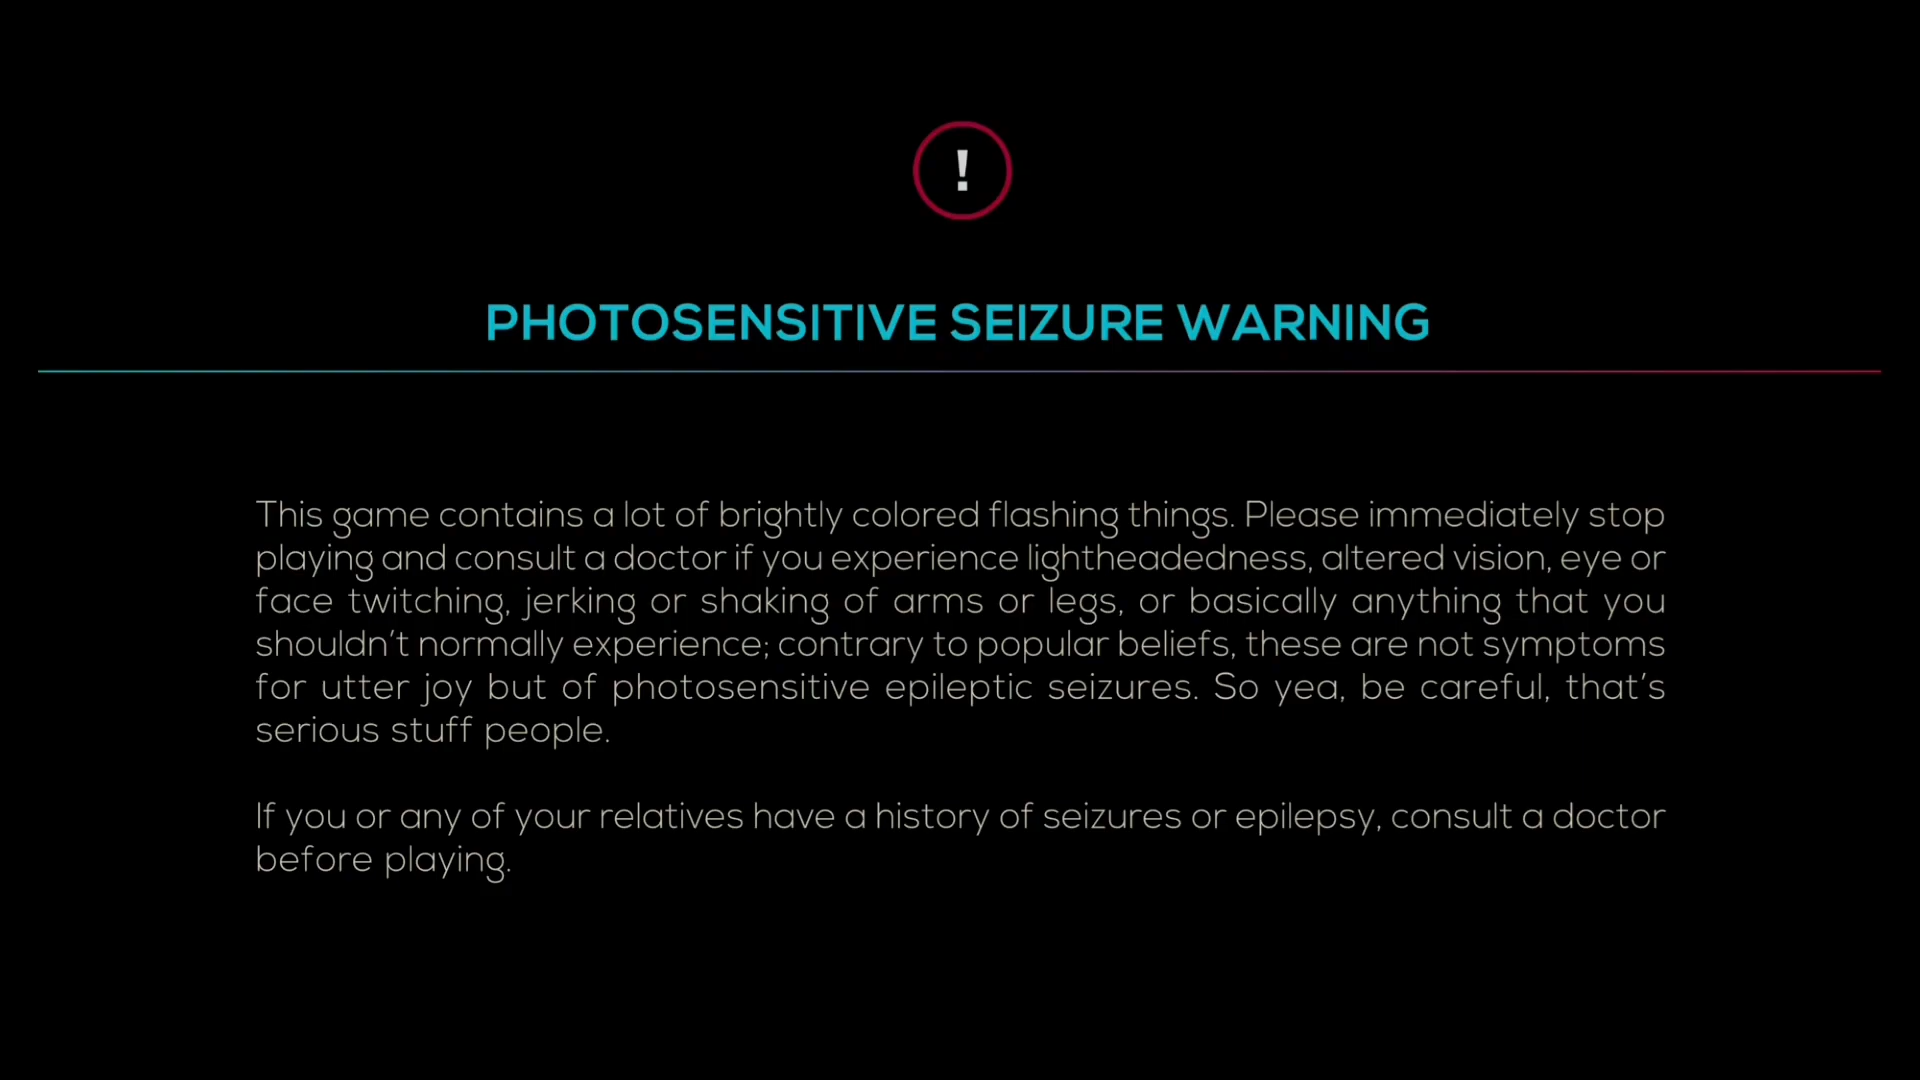 !
PHOTOSENSITIVE SEIZURE WARNING
This game contains a lot of brightly colored flashing things. Please immediately stop
playing and consult a doctor if you experience lightheadedness, altered vision, eye or
face twitching, jerking or shaking of arms or legs, or basically anything that you
shouldn't normally experience; contrary to popular beliefs, these are not symptoms
for utter joy but of photosensitive epileptic seizures. So yea, be careful, that's
serious stuff people.
If you or any of your relatives have a history of seizures or epilepsy, consult a doctor
before playing.